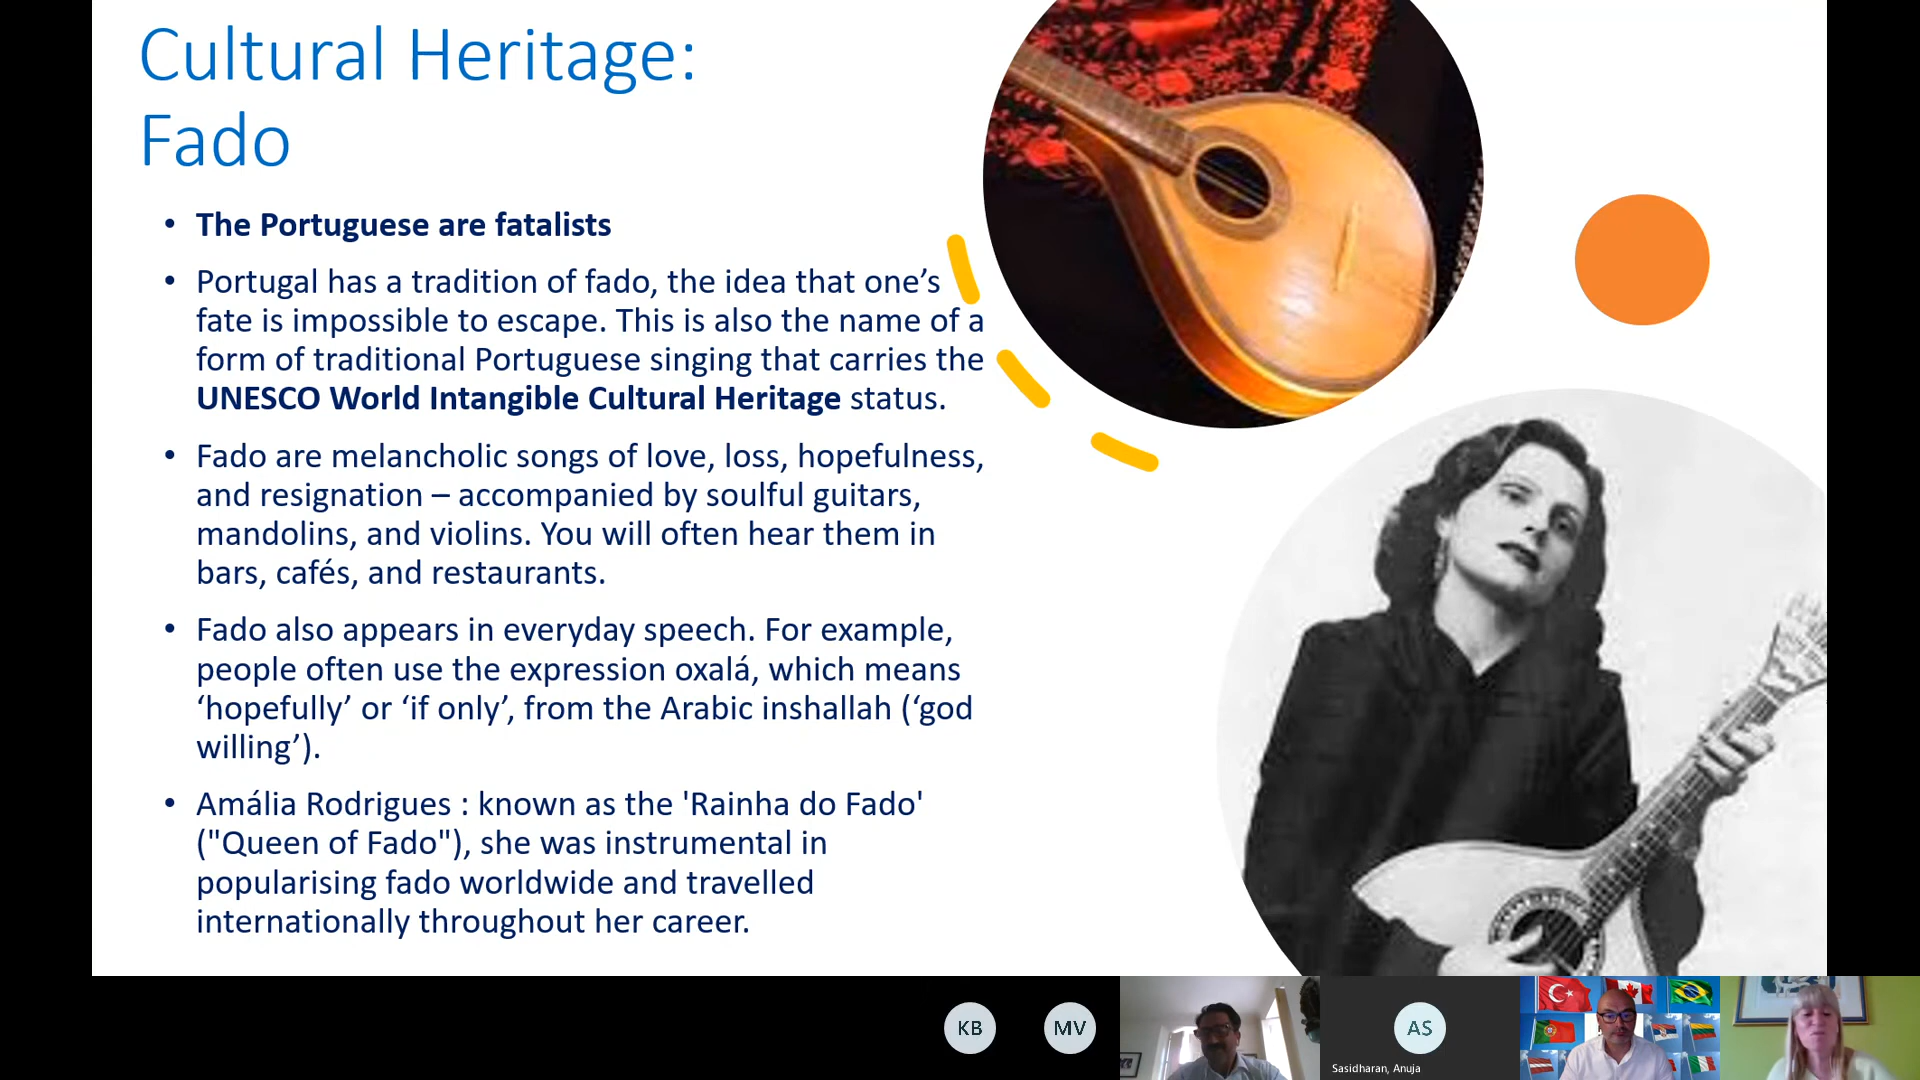 Cultural Heritage:
Fado
• The Portuguese are fatalists
• Portugal has a tradition of fado, the idea that one’s
fate is impossible to escape. This is also the name of a
form of traditional Portuguese singing that carries the
UNESCO World Intangible Cultural Heritage status.
• Fado are melancholic songs of love, loss, hopefulness,
and resignation – accompanied by soulful guitars,
mandolins, and violins. You will often hear them in
bars, cafés, and restaurants.
• Fado also appears in everyday speech. For example,
people often use the expression oxalá, which means
‘hopefully’ or ‘if only’, from the Arabic inshallah (‘god
willing’).
• Amália Rodrigues : known as the 'Rainha do Fado'
("Queen of Fado"), she was instrumental in
popularising fado worldwide and travelled
internationally throughout her career.
KB
MV
AS
Sasidharan, Anuja